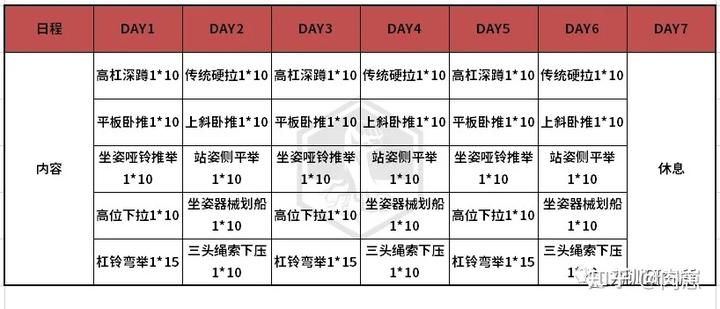 日程 DAY1 DAY2 DAY3 DAY4 DAY5 DAY6 DAY7
内容 休息
高杠深蹲1*10 传统硬拉1*10 高杠深蹲1*10 传统硬拉1*10 高杠深蹲1*10 传统硬拉1*10
平板卧推1*10 上斜卧推1*10 平板卧推1*10 上斜卧推1*10 平板卧推1*10 上斜卧推1*10
坐姿哑铃推举 站姿侧平举 坐姿哑铃推举 站姿侧平举 坐姿哑铃推举 站姿侧平举
1*10 1*10 1*10 1*10 1*10 1*10
高位下拉1*10 坐姿器械划船 高位下拉1*10 坐姿器械划船 高位下拉1*10 坐姿器械划船
1*10 1*10 1*10
杠铃弯举1*15 三头绳索下压 杠铃弯举1*15 三头绳索下压 杠铃弯举1*15 三头绳索下压
1*10 1*10
知乎